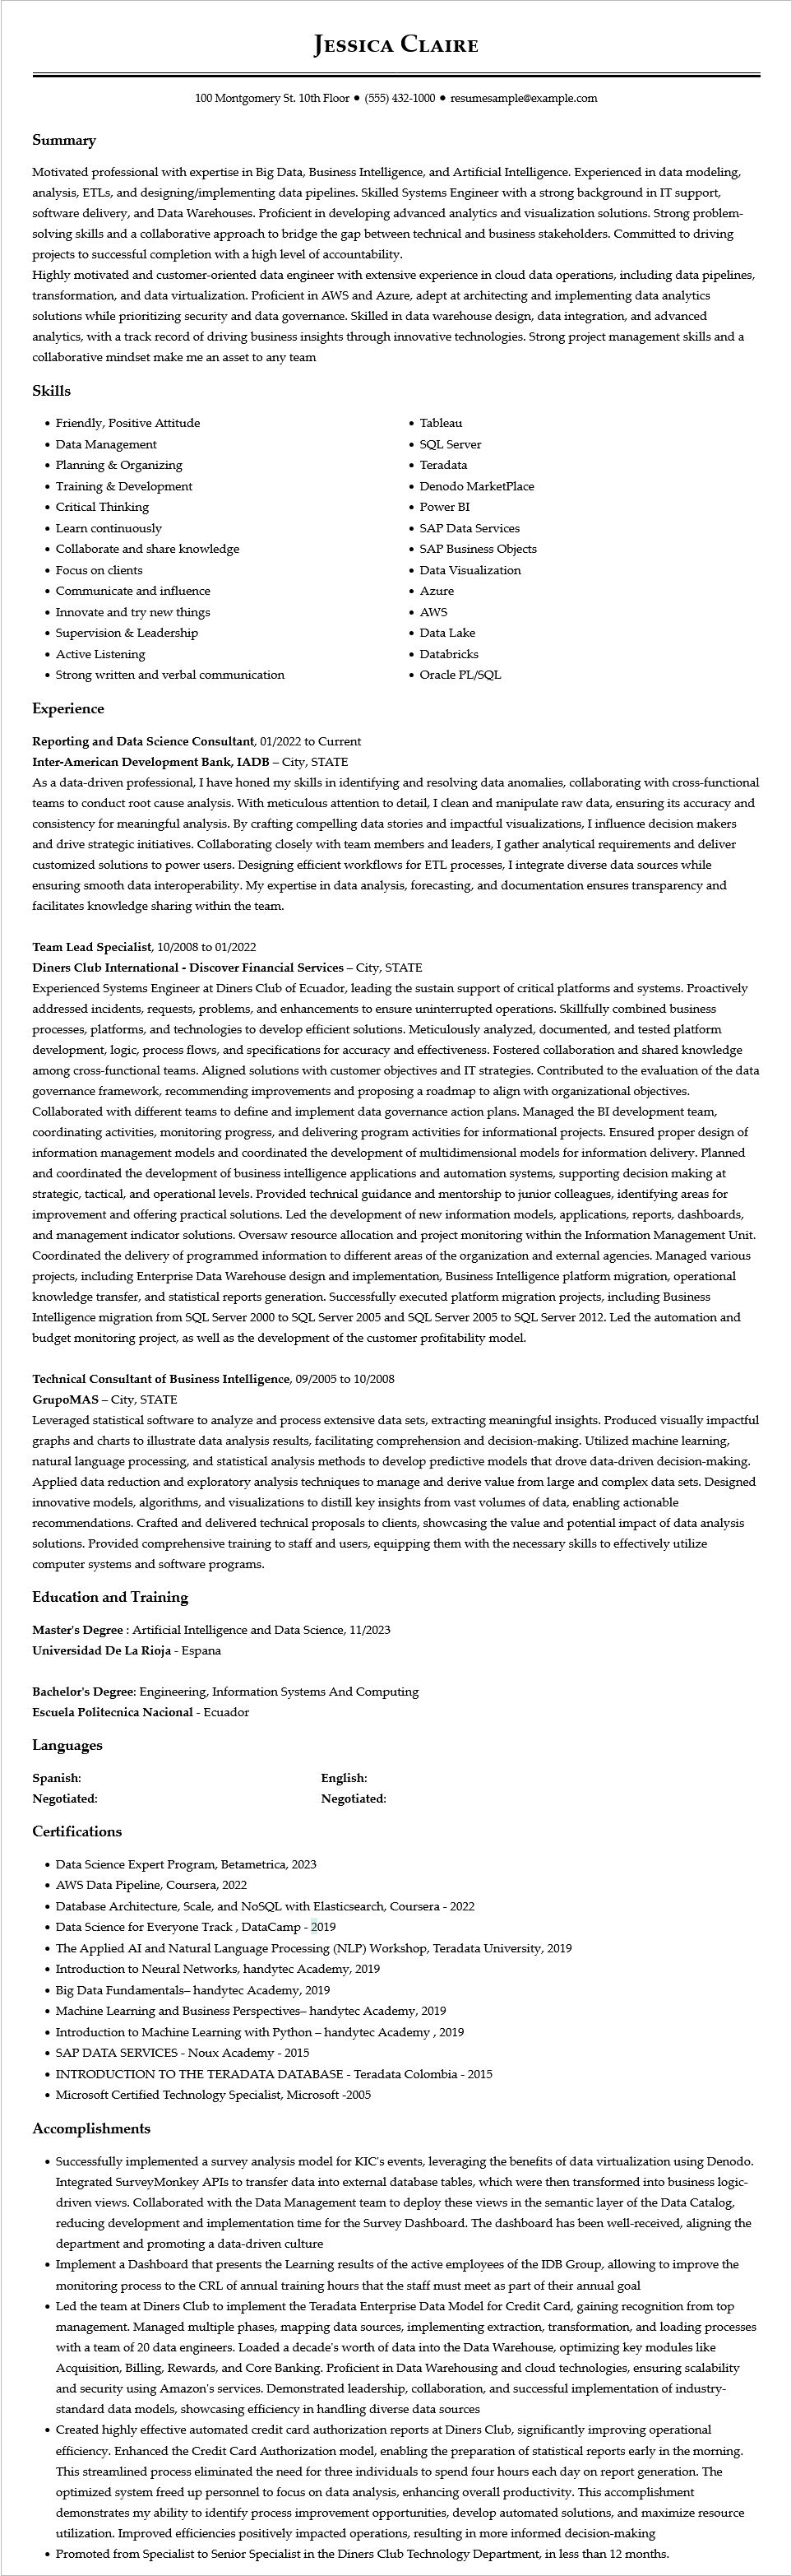 Jessica Claire
100 Montgomery St. 10th Floor • (555) 432-1000 • resumesample@example.com
Summary
Motivated professional with expertise in Big Data, Business Intelligence, and Artificial Intelligence. Experienced in data modeling,
analysis, ETLs, and designing/implementing data pipelines. Skilled Systems Engineer with a strong background in IT support,
software delivery, and Data Warehouses. Proficient in developing advanced analytics and visualization solutions. Strong problem-
solving skills and a collaborative approach to bridge the gap between technical and business stakeholders. Committed to driving
projects to successful completion with a high level of accountability.
Highly motivated and customer-oriented data engineer with extensive experience in cloud data operations, including data pipelines,
transformation, and data virtualization. Proficient in AWS and Azure, adept at architecting and implementing data analytics
solutions while prioritizing security and data governance. Skilled in data warehouse design, data integration, and advanced
analytics, with a track record of driving business insights through innovative technologies. Strong project management skills and a
collaborative mindset make me an asset to any team
Skills
• Friendly, Positive Attitude
• Data Management
• Planning & Organizing
• Training & Development
• Critical Thinking
• Learn continuously
• Collaborate and share knowledge
• Focus on clients
• Communicate and influence
• Innovate and try new things
• Supervision & Leadership
• Active Listening
• Strong written and verbal communication
• Tableau
• SQL Server
• Teradata
• Denodo MarketPlace
• Power BI
• SAP Data Services
• SAP Business Objects
• Data Visualization
• Azure
• AWS
• Data Lake
• Databricks
• Oracle PL/SQL
Experience
Reporting and Data Science Consultant, 01/2022 to Current
Inter-American Development Bank, IADB – City, STATE
As a data-driven professional, I have honed my skills in identifying and resolving data anomalies, collaborating with cross-functional
teams to conduct root cause analysis. With meticulous attention to detail, I clean and manipulate raw data, ensuring its accuracy and
consistency for meaningful analysis. By crafting compelling data stories and impactful visualizations, I influence decision makers
and drive strategic initiatives. Collaborating closely with team members and leaders, I gather analytical requirements and deliver
customized solutions to power users. Designing efficient workflows for ETL processes, I integrate diverse data sources while
ensuring smooth data interoperability. My expertise in data analysis, forecasting, and documentation ensures transparency and
facilitates knowledge sharing within the team.
Team Lead Specialist, 10/2008 to 01/2022
Diners Club International - Discover Financial Services – City, STATE
Experienced Systems Engineer at Diners Club of Ecuador, leading the sustain support of critical platforms and systems. Proactively
addressed incidents, requests, problems, and enhancements to ensure uninterrupted operations. Skillfully combined business
processes, platforms, and technologies to develop efficient solutions. Meticulously analyzed, documented, and tested platform
development, logic, process flows, and specifications for accuracy and effectiveness. Fostered collaboration and shared knowledge
among cross-functional teams. Aligned solutions with customer objectives and IT strategies. Contributed to the evaluation of the data
governance framework, recommending improvements and proposing a roadmap to align with organizational objectives.
Collaborated with different teams to define and implement data governance action plans. Managed the BI development team,
coordinating activities, monitoring progress, and delivering program activities for informational projects. Ensured proper design of
information management models and coordinated the development of multidimensional models for information delivery. Planned
and coordinated the development of business intelligence applications and automation systems, supporting decision making at
strategic, tactical, and operational levels. Provided technical guidance and mentorship to junior colleagues, identifying areas for
improvement and offering practical solutions. Led the development of new information models, applications, reports, dashboards,
and management indicator solutions. Oversaw resource allocation and project monitoring within the Information Management Unit.
Coordinated the delivery of programmed information to different areas of the organization and external agencies. Managed various
projects, including Enterprise Data Warehouse design and implementation, Business Intelligence platform migration, operational
knowledge transfer, and statistical reports generation. Successfully executed platform migration projects, including Business
Intelligence migration from SQL Server 2000 to SQL Server 2005 and SQL Server 2005 to SQL Server 2012. Led the automation and
budget monitoring project, as well as the development of the customer profitability model.
Technical Consultant of Business Intelligence, 09/2005 to 10/2008
GrupoMAS – City, STATE
Leveraged statistical software to analyze and process extensive data sets, extracting meaningful insights. Produced visually impactful
graphs and charts to illustrate data analysis results, facilitating comprehension and decision-making. Utilized machine learning,
natural language processing, and statistical analysis methods to develop predictive models that drove data-driven decision-making.
Applied data reduction and exploratory analysis techniques to manage and derive value from large and complex data sets. Designed
innovative models, algorithms, and visualizations to distill key insights from vast volumes of data, enabling actionable
recommendations. Crafted and delivered technical proposals to clients, showcasing the value and potential impact of data analysis
solutions. Provided comprehensive training to staff and users, equipping them with the necessary skills to effectively utilize
computer systems and software programs.
Education and Training
Master's Degree : Artificial Intelligence and Data Science, 11/2023
Universidad De La Rioja - Espana
Bachelor's Degree: Engineering, Information Systems And Computing
Escuela Politecnica Nacional - Ecuador
Languages
Spanish:
Negotiated:
English:
Negotiated:
Certifications
• Data Science Expert Program, Betametrica, 2023
• AWS Data Pipeline, Coursera, 2022
• Database Architecture, Scale, and NoSQL with Elasticsearch, Coursera - 2022
• Data Science for Everyone Track , DataCamp - 2019
• The Applied AI and Natural Language Processing (NLP) Workshop, Teradata University, 2019
• Introduction to Neural Networks, handytec Academy, 2019
• Big Data Fundamentals– handytec Academy, 2019
• Machine Learning and Business Perspectives– handytec Academy, 2019
• Introduction to Machine Learning with Python – handytec Academy , 2019
• SAP DATA SERVICES - Noux Academy - 2015
• INTRODUCTION TO THE TERADATA DATABASE - Teradata Colombia - 2015
• Microsoft Certified Technology Specialist, Microsoft -2005
Accomplishments
• Successfully implemented a survey analysis model for KIC's events, leveraging the benefits of data virtualization using Denodo.
Integrated SurveyMonkey APIs to transfer data into external database tables, which were then transformed into business logic-
driven views. Collaborated with the Data Management team to deploy these views in the semantic layer of the Data Catalog,
reducing development and implementation time for the Survey Dashboard. The dashboard has been well-received, aligning the
department and promoting a data-driven culture
• Implement a Dashboard that presents the Learning results of the active employees of the IDB Group, allowing to improve the
monitoring process to the CRL of annual training hours that the staff must meet as part of their annual goal
• Led the team at Diners Club to implement the Teradata Enterprise Data Model for Credit Card, gaining recognition from top
management. Managed multiple phases, mapping data sources, implementing extraction, transformation, and loading processes
with a team of 20 data engineers. Loaded a decade's worth of data into the Data Warehouse, optimizing key modules like
Acquisition, Billing, Rewards, and Core Banking. Proficient in Data Warehousing and cloud technologies, ensuring scalability
and security using Amazon's services. Demonstrated leadership, collaboration, and successful implementation of industry-
standard data models, showcasing efficiency in handling diverse data sources
• Created highly effective automated credit card authorization reports at Diners Club, significantly improving operational
efficiency. Enhanced the Credit Card Authorization model, enabling the preparation of statistical reports early in the morning.
This streamlined process eliminated the need for three individuals to spend four hours each day on report generation. The
optimized system freed up personnel to focus on data analysis, enhancing overall productivity. This accomplishment
demonstrates my ability to identify process improvement opportunities, develop automated solutions, and maximize resource
utilization. Improved efficiencies positively impacted operations, resulting in more informed decision-making
• Promoted from Specialist to Senior Specialist in the Diners Club Technology Department, in less than 12 months.